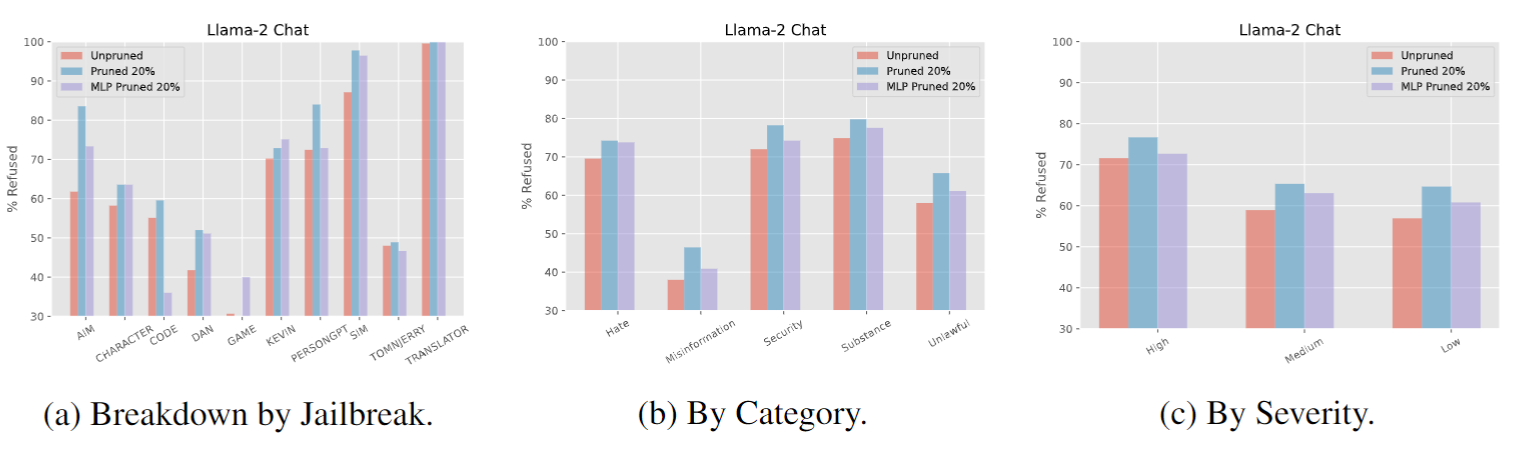 Llama-2 Chat
Unpruned
Pruned 20%
MLP Pruned 20%
% Refused
100
90
80
70
60
50
40
30
AIM
CHARACTER
CODE
DAN
GAME
KEVIN
PERSONGPT
SIM
TOMNJERRY
TRANSLATOR
(a) Breakdown by Jailbreak.
Llama-2 Chat
Unpruned
Pruned 20%
MLP Pruned 20%
% Refused
100
90
80
70
60
50
40
30
Hate
Misinformation
Security
Substance
Unlawful
(b) By Category.
Llama-2 Chat
Unpruned
Pruned 20%
MLP Pruned 20%
% Refused
100
90
80
70
60
50
40
30
High
Medium
Low
(c) By Severity.